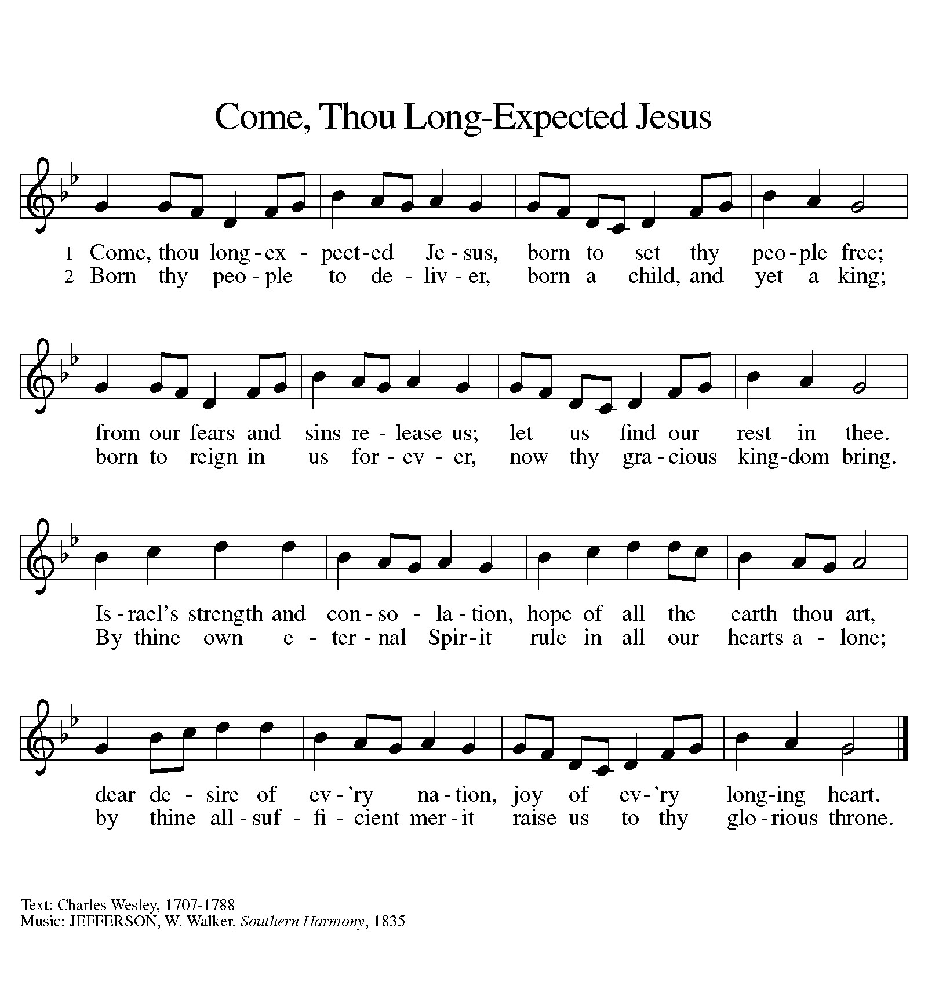 Come, Thou Long-Expected Jesus
1 Come, thou long-ex - pect-ed Je - sus, born to set thy peo-ple free;
2 Born thy peo - ple to de - liv - er, born a child, and yet a king;
from our fears and sins re - lease us; let us find our rest in thee.
born to reign in us for - ev - er, now thy gra - cious king-dom bring.
Is - rael's strength and con - so - la - tion, hope of all the earth thou art,
By thine own e - ter - nal Spir-it rule in all our hearts a - lone;
dear de - sire of ev - 'ry na - tion, joy of ev-'ry long-ing heart.
by thine all - suf - fi - cient mer - it raise us to thy glo - rious throne.
Text: Charles Wesley, 1707-1788
Music: JEFFERSON, W. Walker, Southern Harmony, 1835